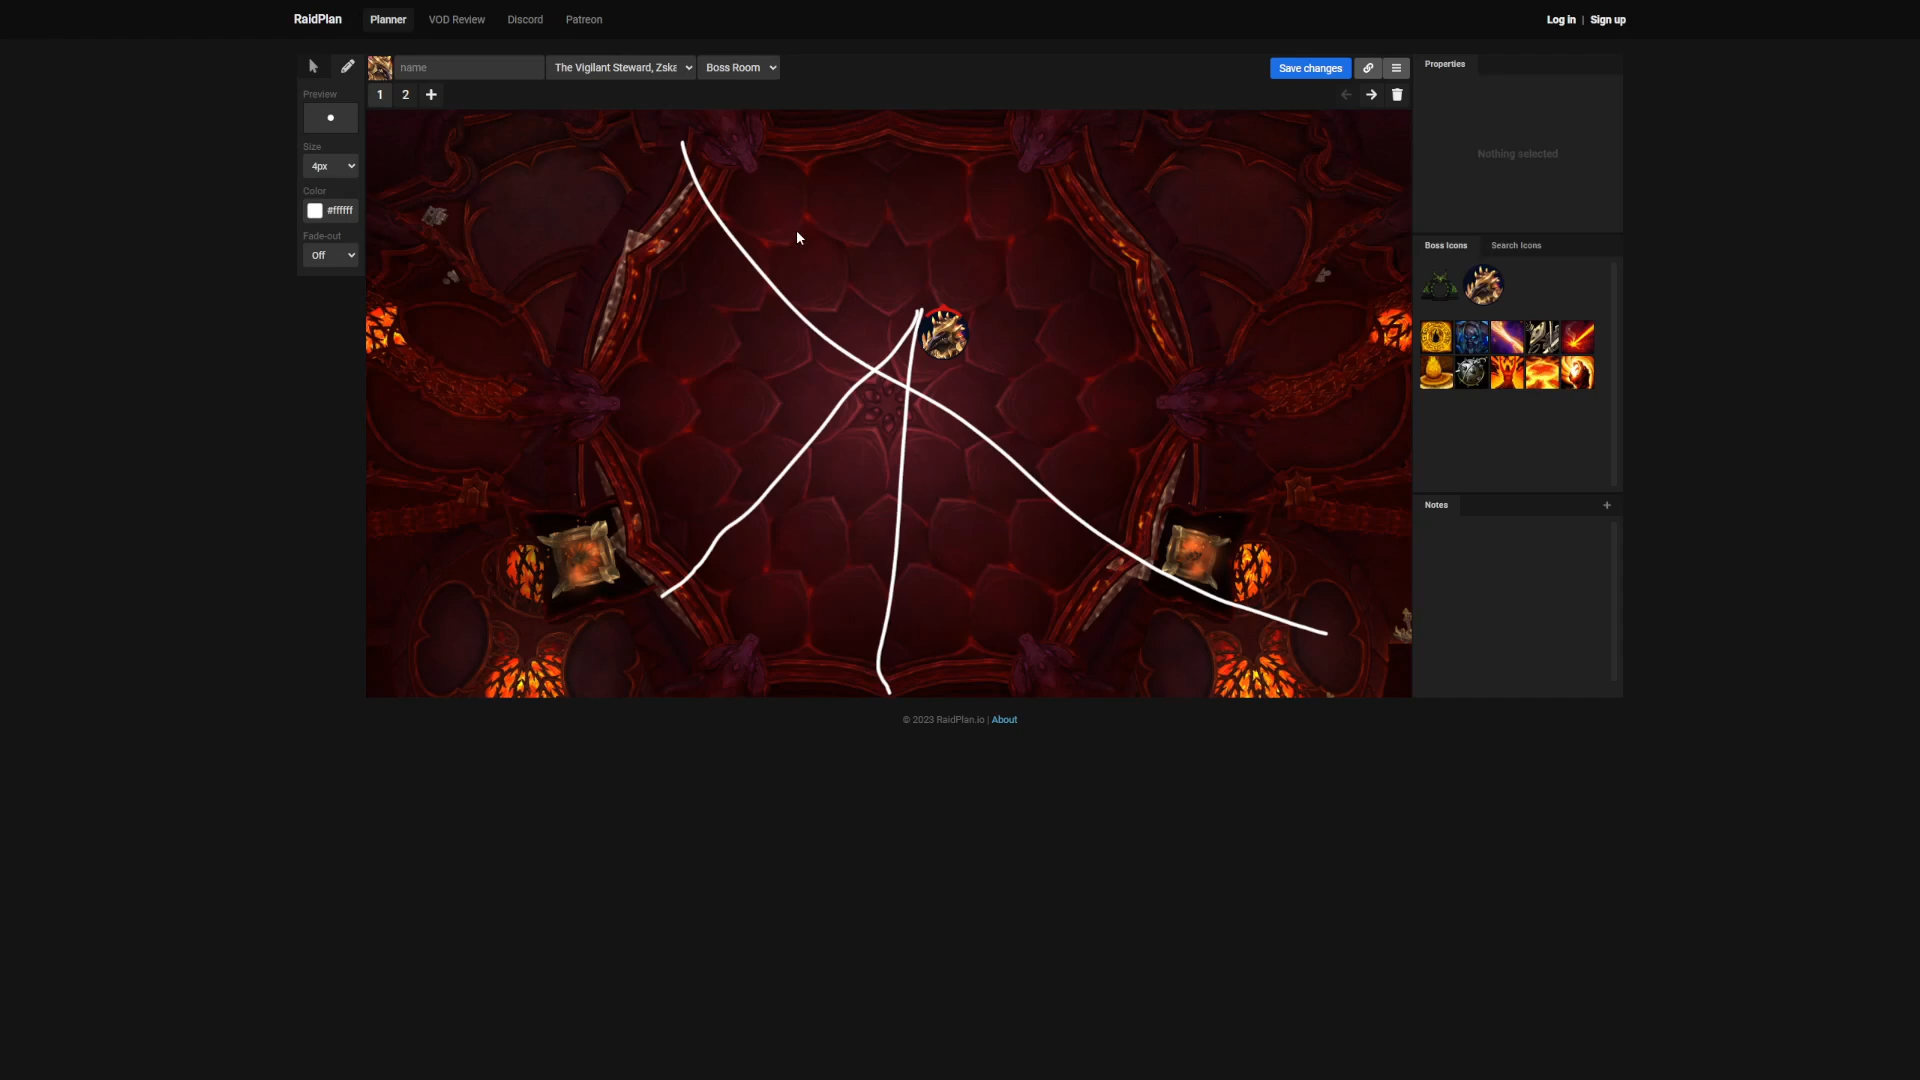 RaidPlan Planner VOD Review Discord Patreon Log in | Sign up
name The Vigilant Steward, Zska Boss Room Save changes Properties
1 2 +
Preview
Size
4px
Color
#ffffff
Fade-out
Off
Nothing selected
Boss Icons Search Icons
Notes +
© 2023 RaidPlan.io | About